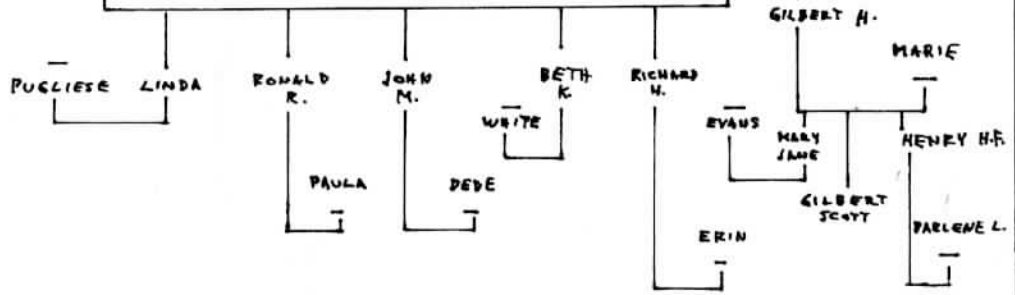 GILBERT H.
MARIE
PUGLIESE
LINDA
RONALD
R.
JOHN
M.
BETH
K.
RICHARD
H.
WHITE
EVANS
MARY
JANE
HENRY H.F.
PAULA
DEDE
GILBERT
SCOTT
DARLENE L.
ERIN